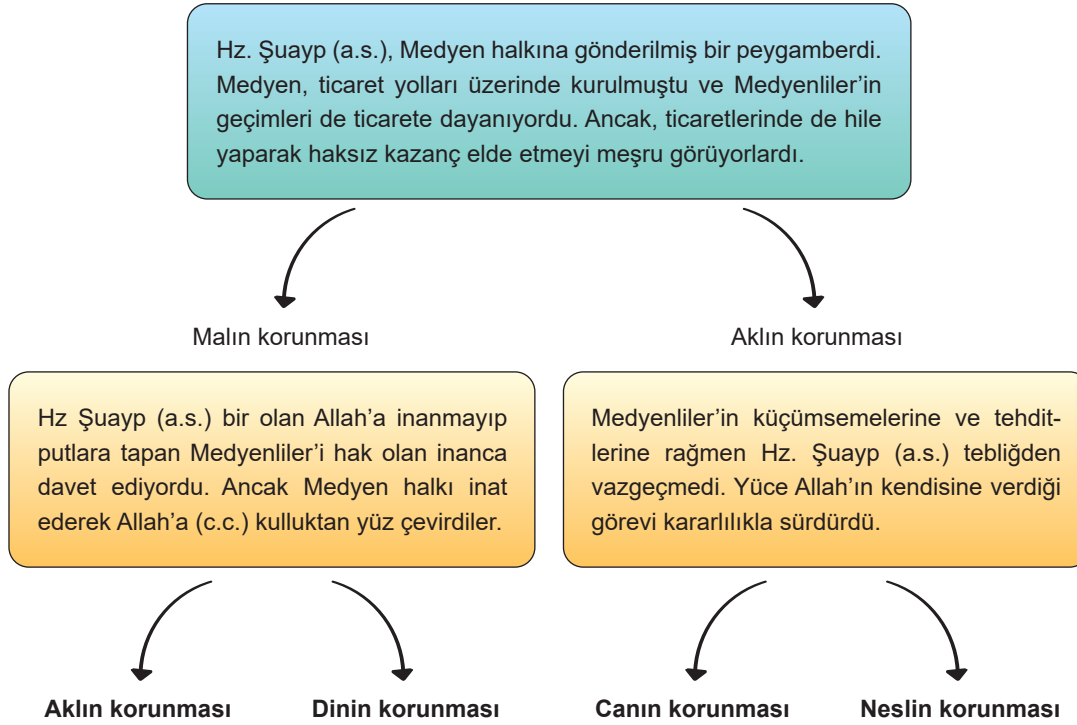 Hz. Şuayp (a.s.), Medyen halkına gönderilmiş bir peygamberdi.
Medyen, ticaret yolları üzerinde kurulmuştu ve Medyenliler’in
geçimleri de ticarete dayanıyordu. Ancak, ticaretlerinde de hile
yaparak haksız kazanç elde etmeyi meşru görüyorlardı.
Malın korunması
Aklın korunması
Hz Şuayp (a.s.) bir olan Allah’a inanmayıp
putlara tapan Medyenliler’i hak olan inanca
davet ediyordu. Ancak Medyen halkı inat
ederek Allah’a (c.c.) kulluktan yüz çevirdiler.
Medyenliler’in küçümsemelerine ve tehdit-
lerine rağmen Hz. Şuayp (a.s.) tebliğden
vazgeçmedi. Yüce Allah’ın kendisine verdiği
görevi kararlılıkla sürdürdü.
Aklın korunması
Dinin korunması
Canın korunması
Neslin korunması